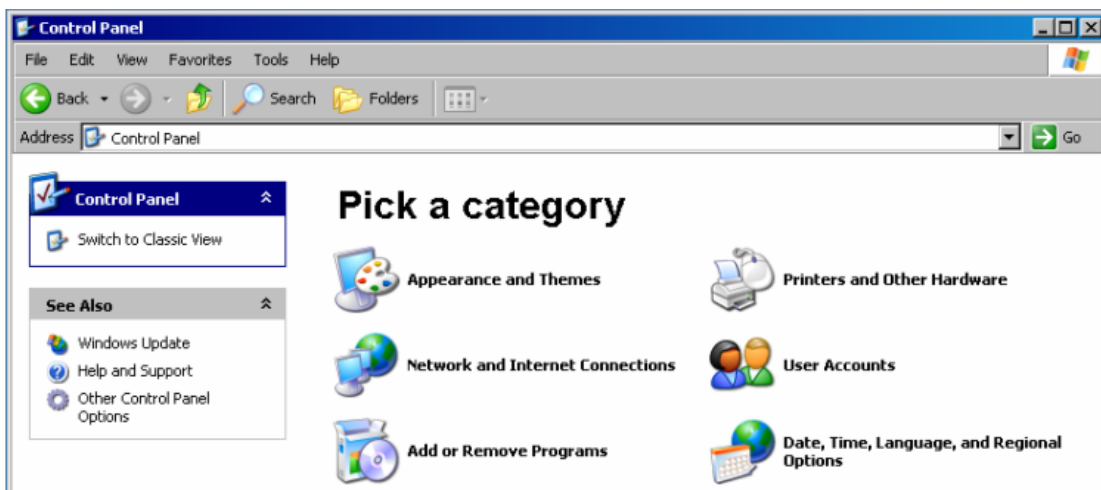 Control Panel
File Edit View Favorites Tools Help
Back Search Folders
Address Control Panel Go
Control Panel
Switch to Classic View
See Also
Windows Update
Help and Support
Other Control Panel
Options
Pick a category
Appearance and Themes
Printers and Other Hardware
Network and Internet Connections
User Accounts
Add or Remove Programs
Date, Time, Language, and Regional
Options